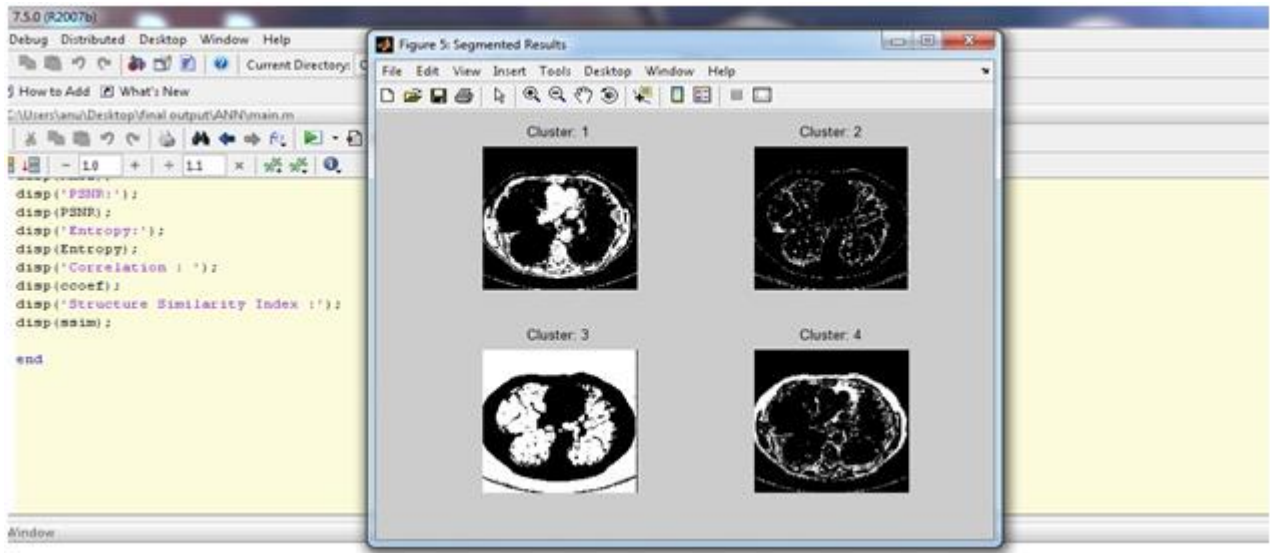 7.5.0 (R2007b)
Debug Distributed Desktop Window Help
Current Directory:
How to Add What's New
C:\Users\anu\Desktop\final output\ANN\main.m
- 1.0 + ÷ 1.1 ×
disp('PSNR:');
disp(PSNR);
disp('Entropy:');
disp(Entropy);
disp('Correlation : ');
disp(ccoef);
disp('Structure Similarity Index :');
disp(ssim);
end
Window
Figure 5: Segmented Results
File Edit View Insert Tools Desktop Window Help
Cluster: 1
Cluster: 2
Cluster: 3
Cluster: 4